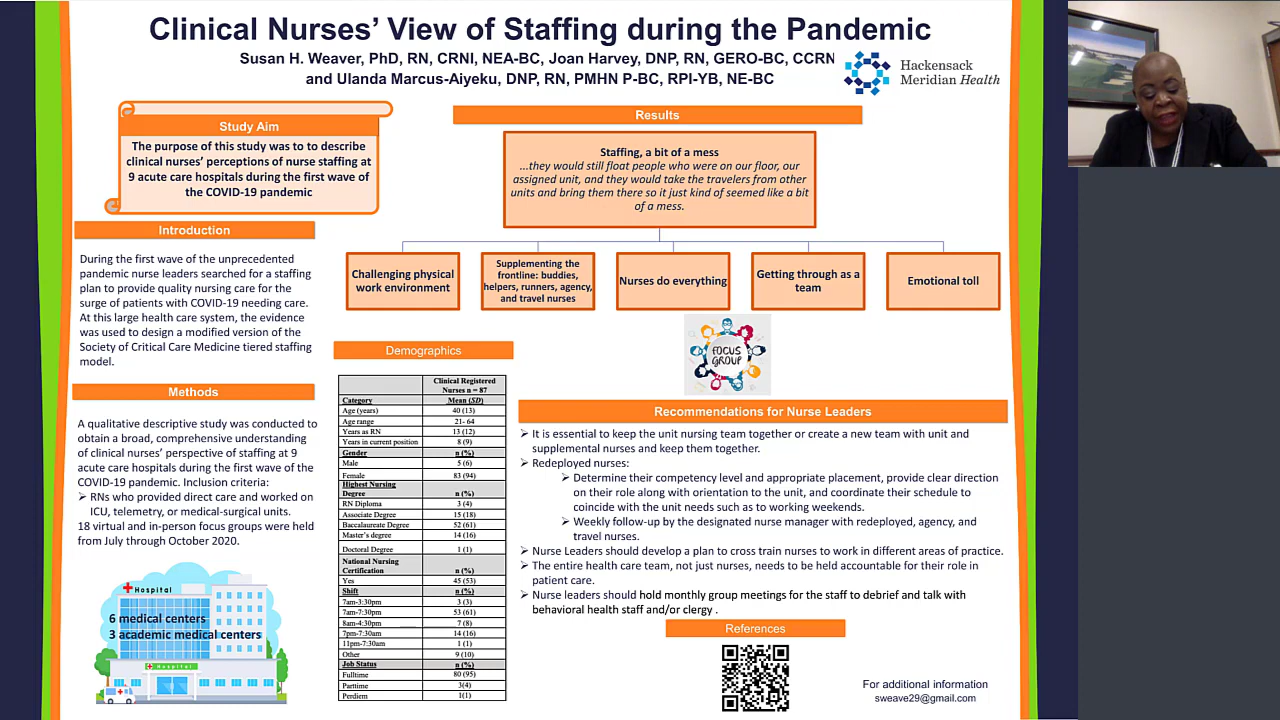 Clinical Nurses’ View of Staffing during the Pandemic
Susan H. Weaver, PhD, RN, CRNI, NEA-BC, Joan Harvey, DNP, RN, GERO-BC, CCRN
and Ulanda Marcus-Aiyeku, DNP, RN, PMHN P-BC, RPI-YB, NE-BC
Hackensack
Meridian Health
Study Aim
The purpose of this study was to to describe
clinical nurses’ perceptions of nurse staffing at
9 acute care hospitals during the first wave of
the COVID-19 pandemic
Introduction
During the first wave of the unprecedented
pandemic nurse leaders searched for a staffing
plan to provide quality nursing care for the
surge of patients with COVID-19 needing care.
At this large health care system, the evidence
was used to design a modified version of the
Society of Critical Care Medicine tiered staffing
model.
Methods
A qualitative descriptive study was conducted to
obtain a broad, comprehensive understanding
of clinical nurses’ perspective of staffing at 9
acute care hospitals during the first wave of the
COVID-19 pandemic. Inclusion criteria:
➢ RNs who provided direct care and worked on
ICU, telemetry, or medical-surgical units.
18 virtual and in-person focus groups were held
from July through October 2020.
Hospital
6 medical centers
3 academic medical centers
Hospital
Results
Staffing, a bit of a mess
...they would still float people who were on our floor, our
assigned unit, and they would take the travelers from other
units and bring them there so it just kind of seemed like a bit
of a mess.
Challenging physical
work environment
Supplementing the
frontline: buddies,
helpers, runners, agency,
and travel nurses
Nurses do everything
Getting through as a
team
Emotional toll
FOCUS
GROUP
Demographics
Clinical Registered
Nurses n = 87
Category Mean (SD)
Age (years) 40 (13)
Age range 21- 64
Years as RN 13 (12)
Years in current position 8 (9)
Gender n (%)
Male 5 (6)
Female 83 (94)
Highest Nursing
Degree n (%)
RN Diploma 3 (4)
Associate Degree 15 (18)
Baccalaureate Degree 52 (61)
Master’s degree 14 (16)
Doctoral Degree 1 (1)
National Nursing
Certification n (%)
Yes 45 (53)
Shift n (%)
7am-3:30pm 3 (3)
7am-7:30pm 53 (61)
8am-4:30pm 7 (8)
7pm-7:30am 14 (16)
11pm-7:30am 1 (1)
Other 9 (10)
Job Status n (%)
Fulltime 80 (95)
Parttime 3(4)
Perdiem 1(1)
Recommendations for Nurse Leaders
➢ It is essential to keep the unit nursing team together or create a new team with unit and
supplemental nurses and keep them together.
➢ Redeployed nurses:
➢ Determine their competency level and appropriate placement, provide clear direction
on their role along with orientation to the unit, and coordinate their schedule to
coincide with the unit needs such as to working weekends.
➢ Weekly follow-up by the designated nurse manager with redeployed, agency, and
travel nurses.
➢ Nurse Leaders should develop a plan to cross train nurses to work in different areas of practice.
➢ The entire health care team, not just nurses, needs to be held accountable for their role in
patient care.
➢ Nurse leaders should hold monthly group meetings for the staff to debrief and talk with
behavioral health staff and/or clergy .
References
For additional information
sweave29@gmail.com